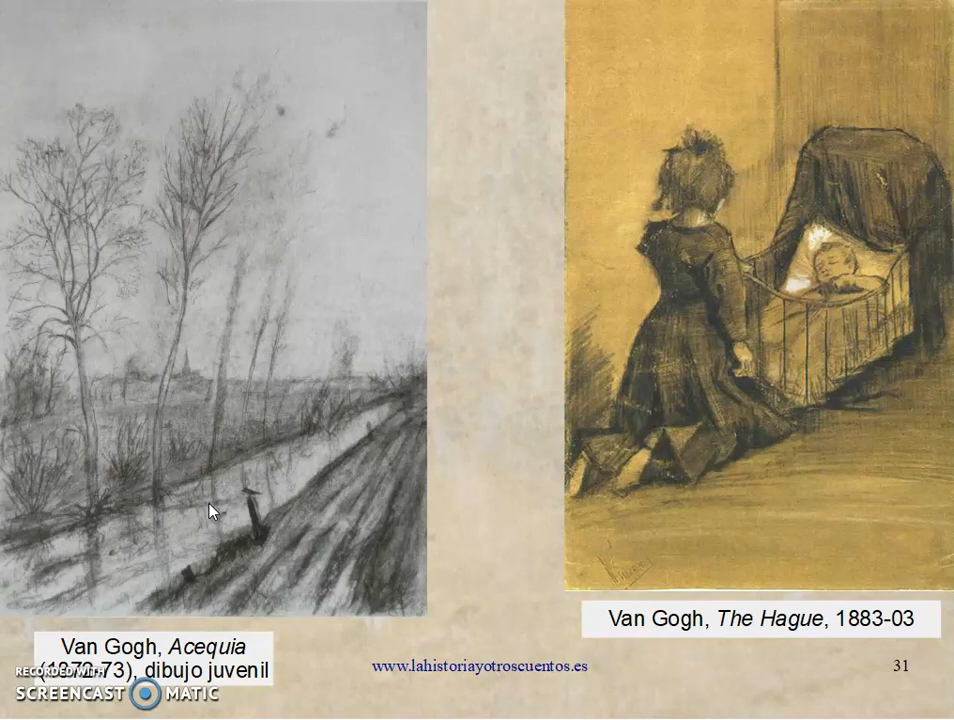 Van Gogh, The Hague, 1883-03
Van Gogh, Acequia
(1872-73), dibujo juvenil
RECORDED WITH
SCREENCAST MATIC
www.lahistoriayotroscuentos.es
31
Vincent